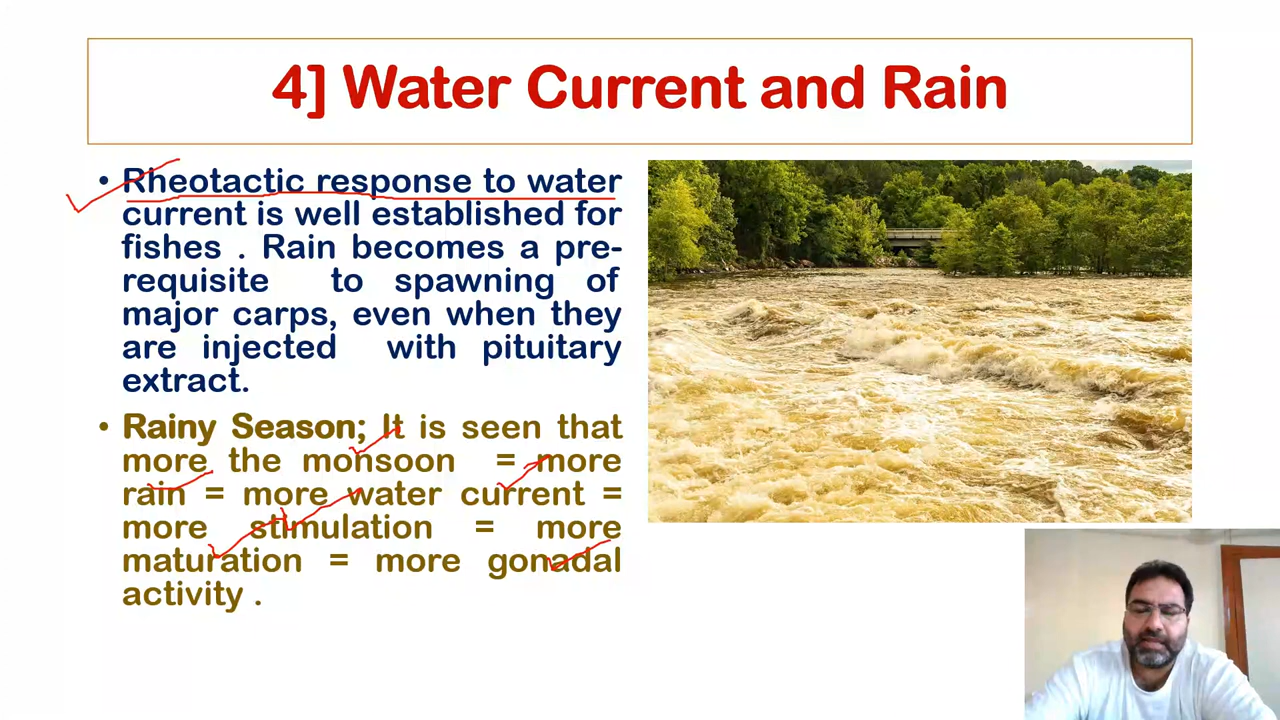 4] Water Current and Rain
• Rheotactic response to water
current is well established for
fishes . Rain becomes a pre-
requisite to spawning of
major carps, even when they
are injected with pituitary
extract.
• Rainy Season; It is seen that
more the monsoon = more
rain = more water current =
more stimulation = more
maturation = more gonadal
activity .